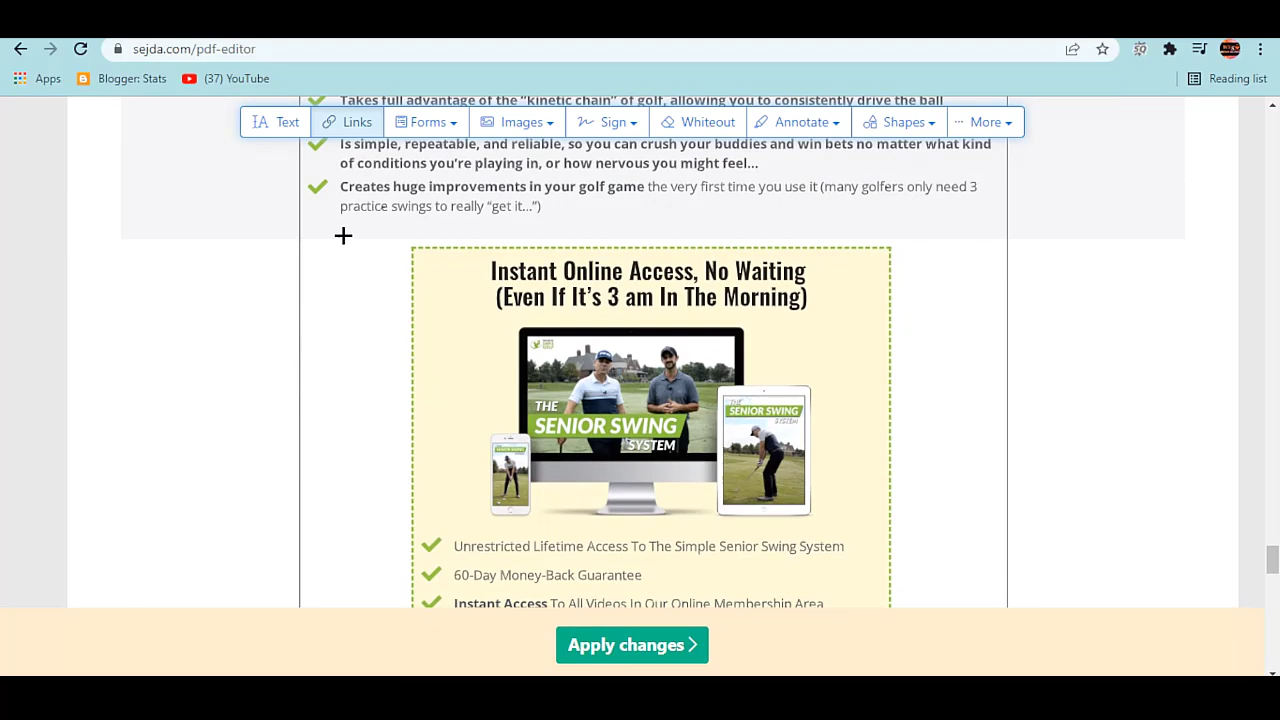 sejda.com/pdf-editor
Apps Blogger: Stats (37) YouTube Reading list
Takes full advantage of the “kinetic chain” of golf, allowing you to consistently drive the ball
Text Links Forms Images Sign Whiteout Annotate Shapes More
Is simple, repeatable, and reliable, so you can crush your buddies and win bets no matter what kind
of conditions you’re playing in, or how nervous you might feel...
Creates huge improvements in your golf game the very first time you use it (many golfers only need 3
practice swings to really “get it...”)
Instant Online Access, No Waiting
(Even If It’s 3 am In The Morning)
THE
SENIOR SWING
SYSTEM
THE
SENIOR SWING
SYSTEM
Unrestricted Lifetime Access To The Simple Senior Swing System
60-Day Money-Back Guarantee
Instant Access To All Videos In Our Online Membership Area
Apply changes